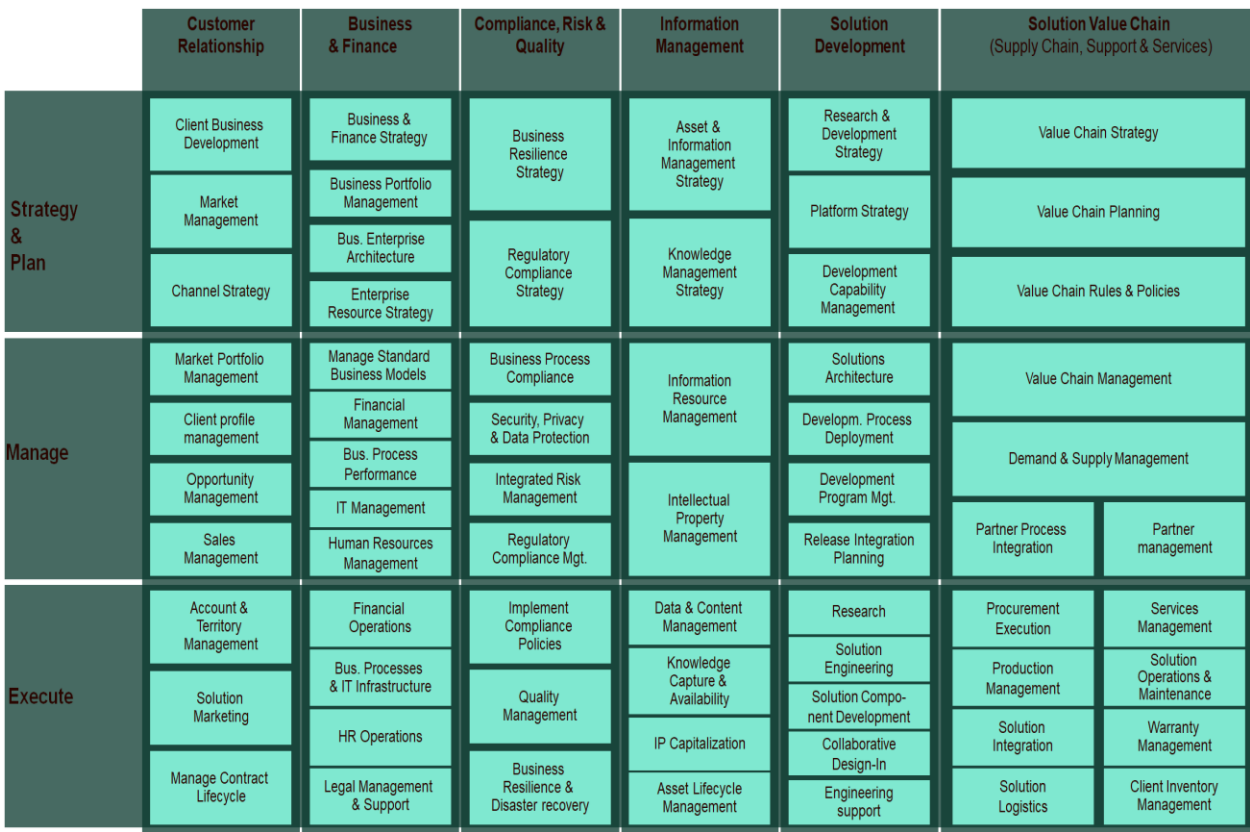 Customer
Relationship
Business
& Finance
Compliance, Risk &
Quality
Information
Management
Solution
Development
Solution Value Chain
(Supply Chain, Support & Services)
Strategy
&
Plan
Client Business
Development
Market
Management
Channel Strategy
Business &
Finance Strategy
Business Portfolio
Management
Bus. Enterprise
Architecture
Enterprise
Resource Strategy
Business
Resilience
Strategy
Regulatory
Compliance
Strategy
Asset &
Information
Management
Strategy
Knowledge
Management
Strategy
Research &
Development
Strategy
Platform Strategy
Development
Capability
Management
Value Chain Strategy
Value Chain Planning
Value Chain Rules & Policies
Manage
Market Portfolio
Management
Client profile
management
Opportunity
Management
Sales
Management
Manage Standard
Business Models
Financial
Management
Bus. Process
Performance
IT Management
Human Resources
Management
Business Process
Compliance
Security, Privacy
& Data Protection
Integrated Risk
Management
Regulatory
Compliance Mgt.
Information
Resource
Management
Intellectual
Property
Management
Solutions
Architecture
Developm. Process
Deployment
Development
Program Mgt.
Release Integration
Planning
Value Chain Management
Demand & Supply Management
Partner Process
Integration
Partner
management
Execute
Account &
Territory
Management
Solution
Marketing
Manage Contract
Lifecycle
Financial
Operations
Bus. Processes
& IT Infrastructure
HR Operations
Legal Management
& Support
Implement
Compliance
Policies
Quality
Management
Business
Resilience &
Disaster recovery
Data & Content
Management
Knowledge
Capture &
Availability
IP Capitalization
Asset Lifecycle
Management
Research
Solution
Engineering
Solution Compo-
nent Development
Collaborative
Design-In
Engineering
support
Procurement
Execution
Production
Management
Solution
Integration
Solution
Logistics
Services
Management
Solution
Operations &
Maintenance
Warranty
Management
Client Inventory
Management